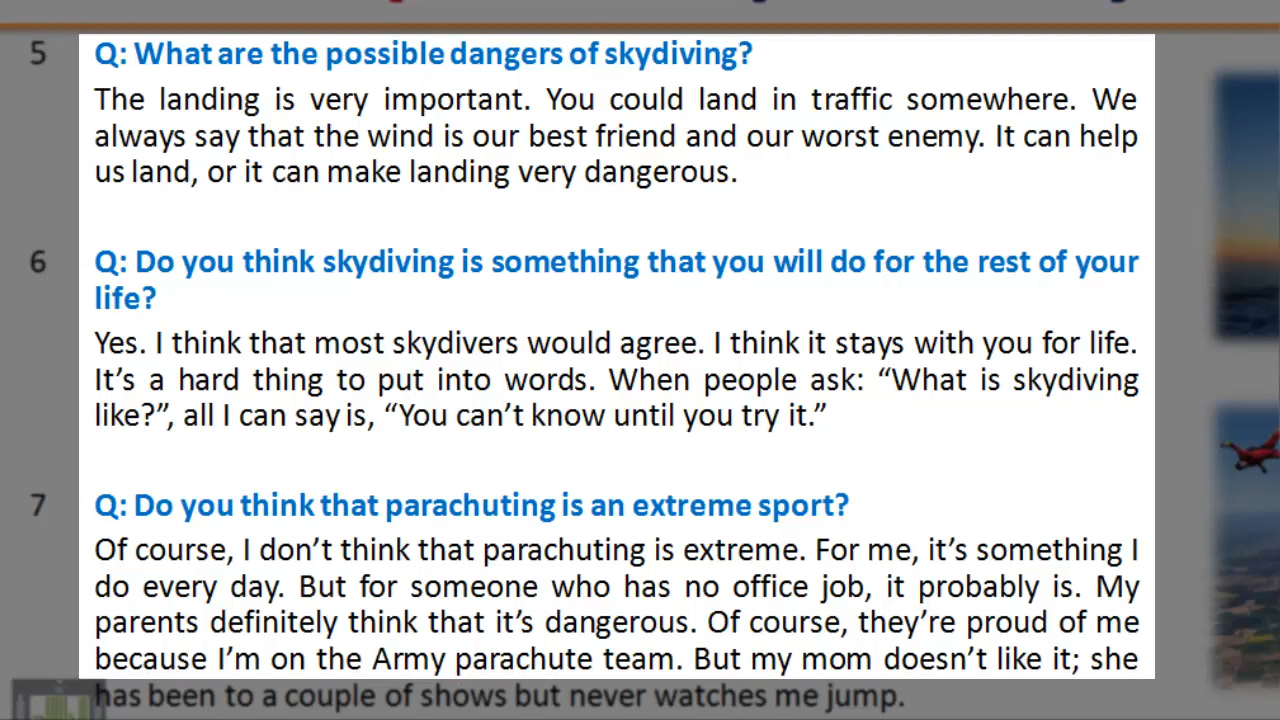 5 Q: What are the possible dangers of skydiving?
The landing is very important. You could land in traffic somewhere. We
always say that the wind is our best friend and our worst enemy. It can help
us land, or it can make landing very dangerous.
6 Q: Do you think skydiving is something that you will do for the rest of your
life?
Yes. I think that most skydivers would agree. I think it stays with you for life.
It’s a hard thing to put into words. When people ask: “What is skydiving
like?”, all I can say is, “You can’t know until you try it.”
7 Q: Do you think that parachuting is an extreme sport?
Of course, I don’t think that parachuting is extreme. For me, it’s something I
do every day. But for someone who has no office job, it probably is. My
parents definitely think that it’s dangerous. Of course, they’re proud of me
because I’m on the Army parachute team. But my mom doesn’t like it; she
has been to a couple of shows but never watches me jump.